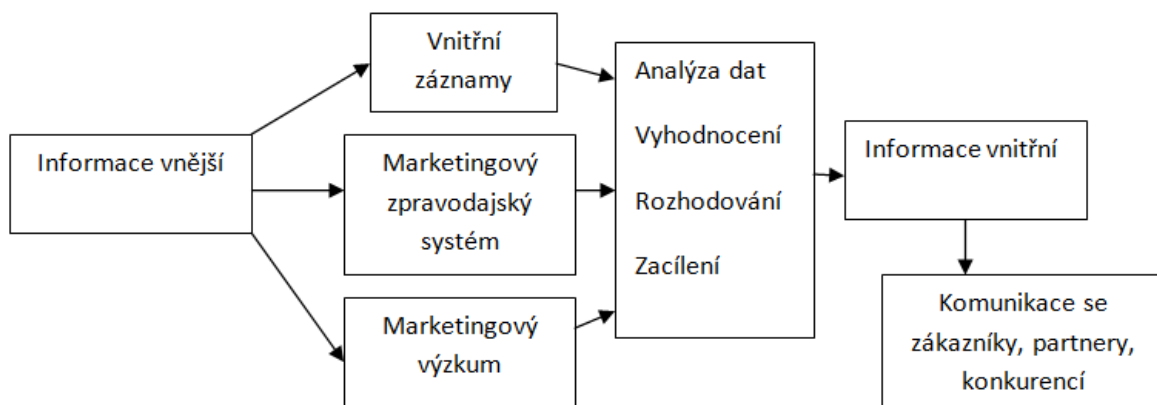 Vnitřní
záznamy
Informace vnější
Marketingový
zpravodajský
systém
Marketingový
výzkum
Analýza dat
Vyhodnocení
Rozhodování
Zacílení
Informace vnitřní
Komunikace se
zákazníky, partnery,
konkurencí